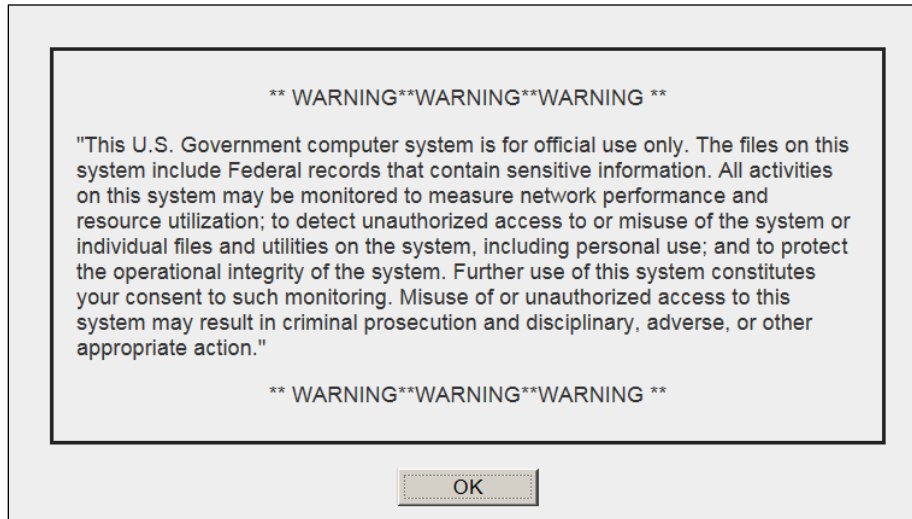 ** WARNING**WARNING**WARNING **
"This U.S. Government computer system is for official use only. The files on this
system include Federal records that contain sensitive information. All activities
on this system may be monitored to measure network performance and
resource utilization; to detect unauthorized access to or misuse of the system or
individual files and utilities on the system, including personal use; and to protect
the operational integrity of the system. Further use of this system constitutes
your consent to such monitoring. Misuse of or unauthorized access to this
system may result in criminal prosecution and disciplinary, adverse, or other
appropriate action."
** WARNING**WARNING**WARNING **
OK